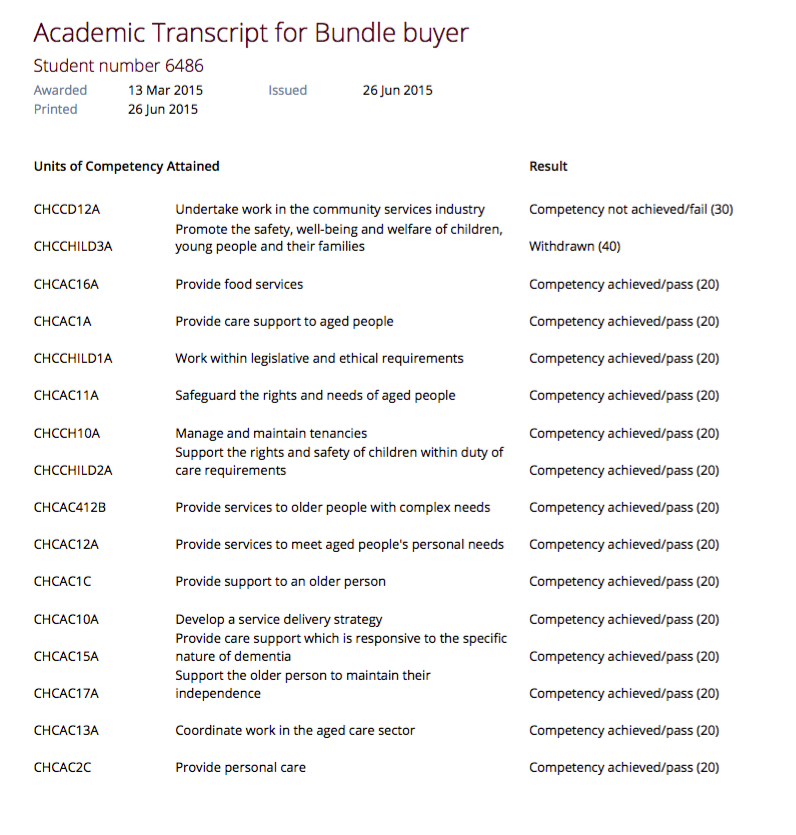 Academic Transcript for Bundle buyer
Student number 6486
Awarded 13 Mar 2015 Issued 26 Jun 2015
Printed 26 Jun 2015
Units of Competency Attained Result
CHCCD12A Undertake work in the community services industry Competency not achieved/fail (30)
Promote the safety, well-being and welfare of children,
CHCCHILD3A young people and their families Withdrawn (40)
CHCAC16A Provide food services Competency achieved/pass (20)
CHCAC1A Provide care support to aged people Competency achieved/pass (20)
CHCCHILD1A Work within legislative and ethical requirements Competency achieved/pass (20)
CHCAC11A Safeguard the rights and needs of aged people Competency achieved/pass (20)
CHCCH10A Manage and maintain tenancies Competency achieved/pass (20)
Support the rights and safety of children within duty of
CHCCHILD2A care requirements Competency achieved/pass (20)
CHCAC412B Provide services to older people with complex needs Competency achieved/pass (20)
CHCAC12A Provide services to meet aged people's personal needs Competency achieved/pass (20)
CHCAC1C Provide support to an older person Competency achieved/pass (20)
CHCAC10A Develop a service delivery strategy Competency achieved/pass (20)
Provide care support which is responsive to the specific
CHCAC15A nature of dementia Competency achieved/pass (20)
Support the older person to maintain their
CHCAC17A independence Competency achieved/pass (20)
CHCAC13A Coordinate work in the aged care sector Competency achieved/pass (20)
CHCAC2C Provide personal care Competency achieved/pass (20)